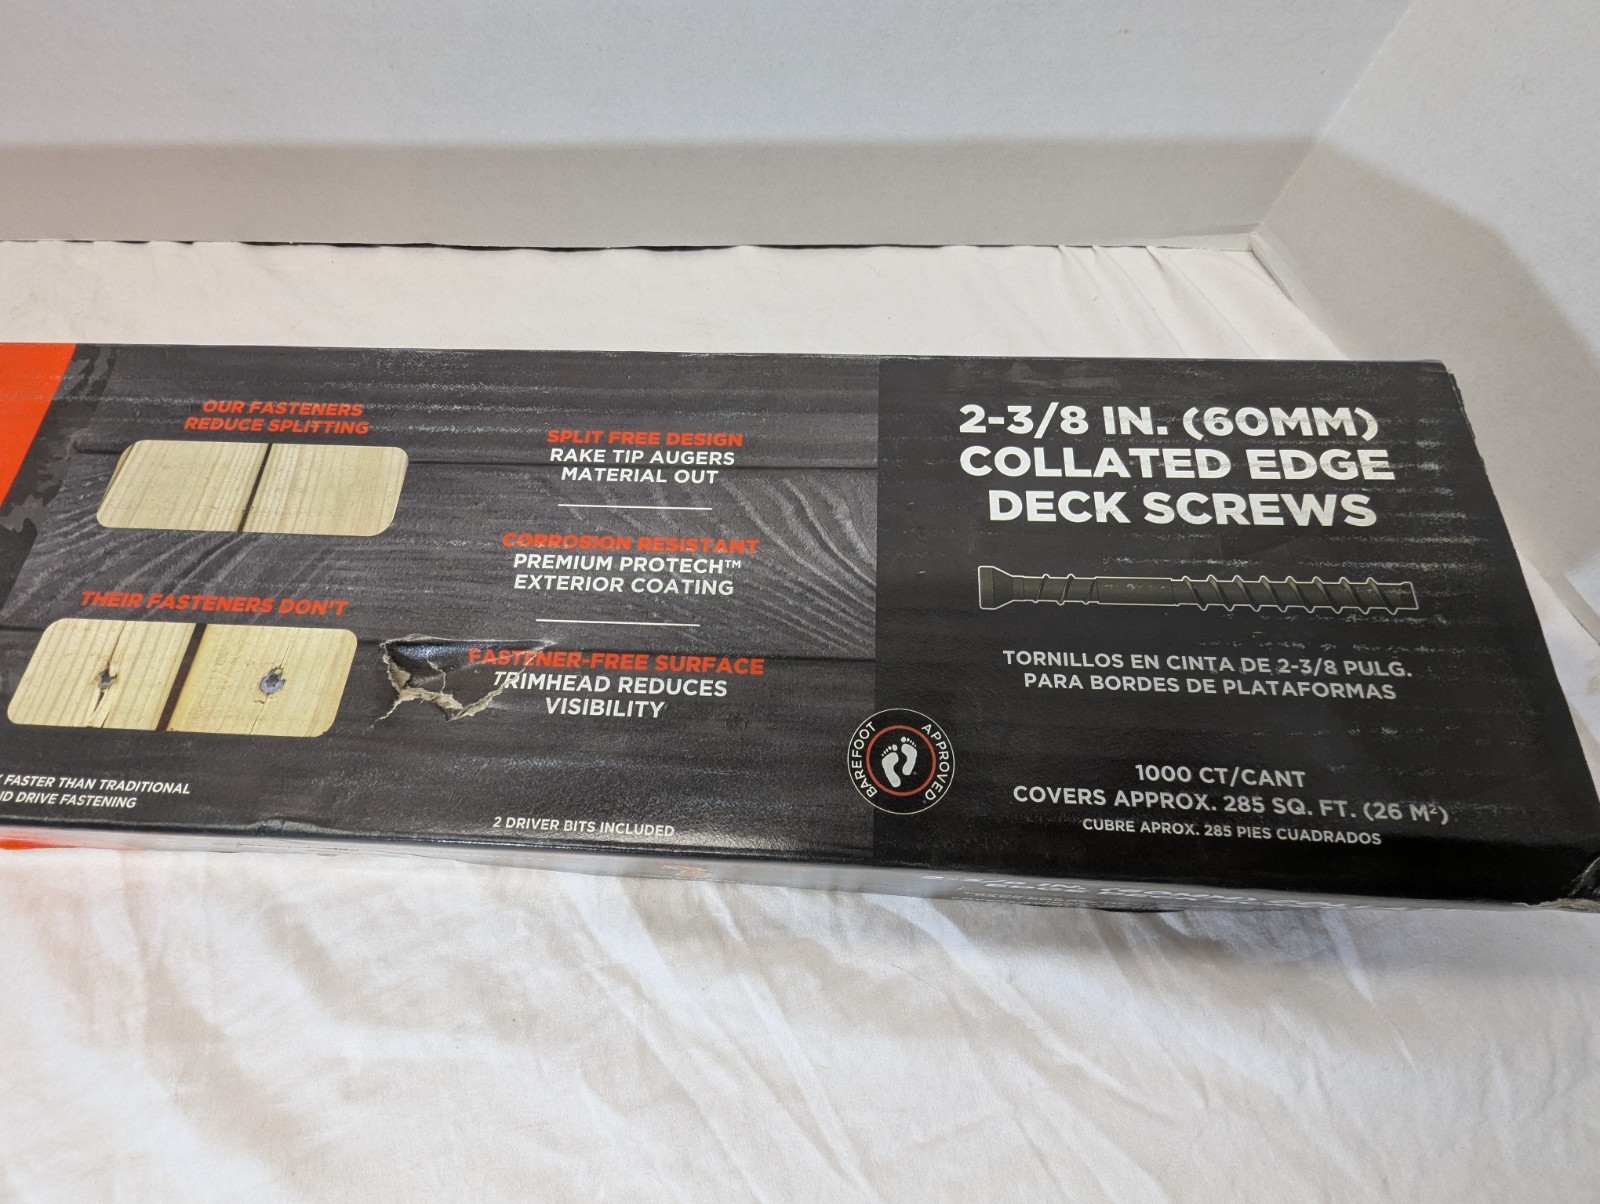 OUR FASTENERS
REDUCE SPLITTING
THEIR FASTENERS DON'T
FASTER THAN TRADITIONAL
DRIVE FASTENING
SPLIT FREE DESIGN
RAKE TIP AUGERS
MATERIAL OUT
CORROSION RESISTANT
PREMIUM PROTECH™
EXTERIOR COATING
FASTENER-FREE SURFACE
TRIMHEAD REDUCES
VISIBILITY
2 DRIVER BITS INCLUDED
BAREFOOT APPROVED
2-3/8 IN. (60MM)
COLLATED EDGE
DECK SCREWS
TORNILLOS EN CINTA DE 2-3/8 PULG.
PARA BORDES DE PLATAFORMAS
1000 CT/CANT
COVERS APPROX. 285 SQ. FT. (26 M²)
CUBRE APROX. 285 PIES CUADRADOS